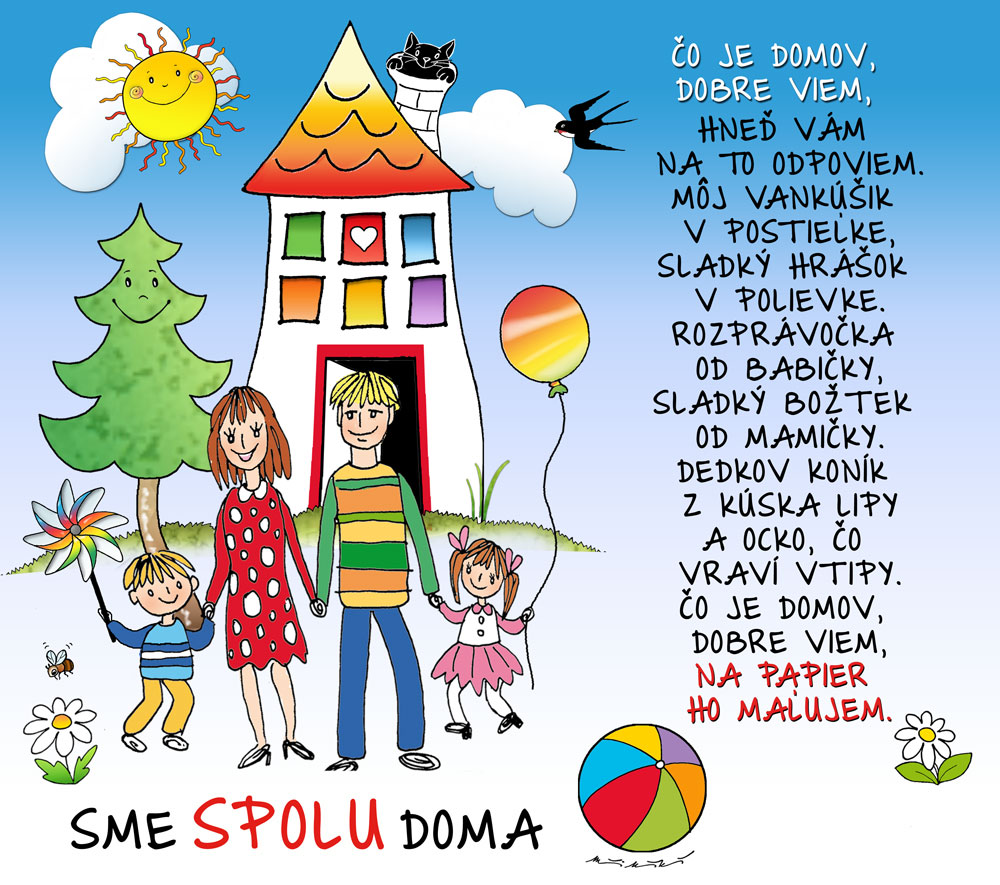 ČO JE DOMOV,
DOBRE VIEM,
HNEĎ VÁM
NA TO ODPOVIEM.
MÔJ VANKÚŠIK
V POSTIEĽKE,
SLADKÝ HRÁŠOK
V POLIEVKE.
ROZPRÁVOČKA
OD BABIČKY,
SLADKÝ BOŽTEK
OD MAMIČKY.
DEDKOV KONÍK
Z KÚSKA LIPY
A OCKO, ČO
VRAVÍ VTIPY.
ČO JE DOMOV,
DOBRE VIEM,
NA PAPIER
HO MAĽUJEM.
SME SPOLU DOMA